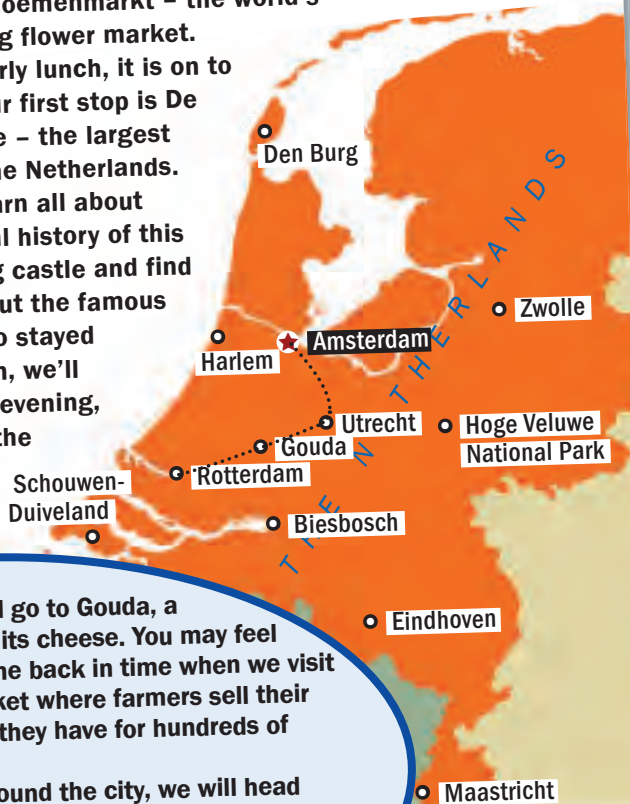 oemenmarkt – the world's
g flower market.
rly lunch, it is on to
r first stop is De
e – the largest
he Netherlands.
arn all about
l history of this
g castle and find
ut the famous
o stayed
n, we'll
evening,
the
Den Burg
THE NETHERLANDS
Zwolle
Amsterdam
Harlem
Utrecht
Hoge Veluwe
National Park
Gouda
Rotterdam
Schouwen-
Duiveland
Biesbosch
Eindhoven
Maastricht
l go to Gouda, a
its cheese. You may feel
me back in time when we visit
ket where farmers sell their
they have for hundreds of
ound the city, we will head